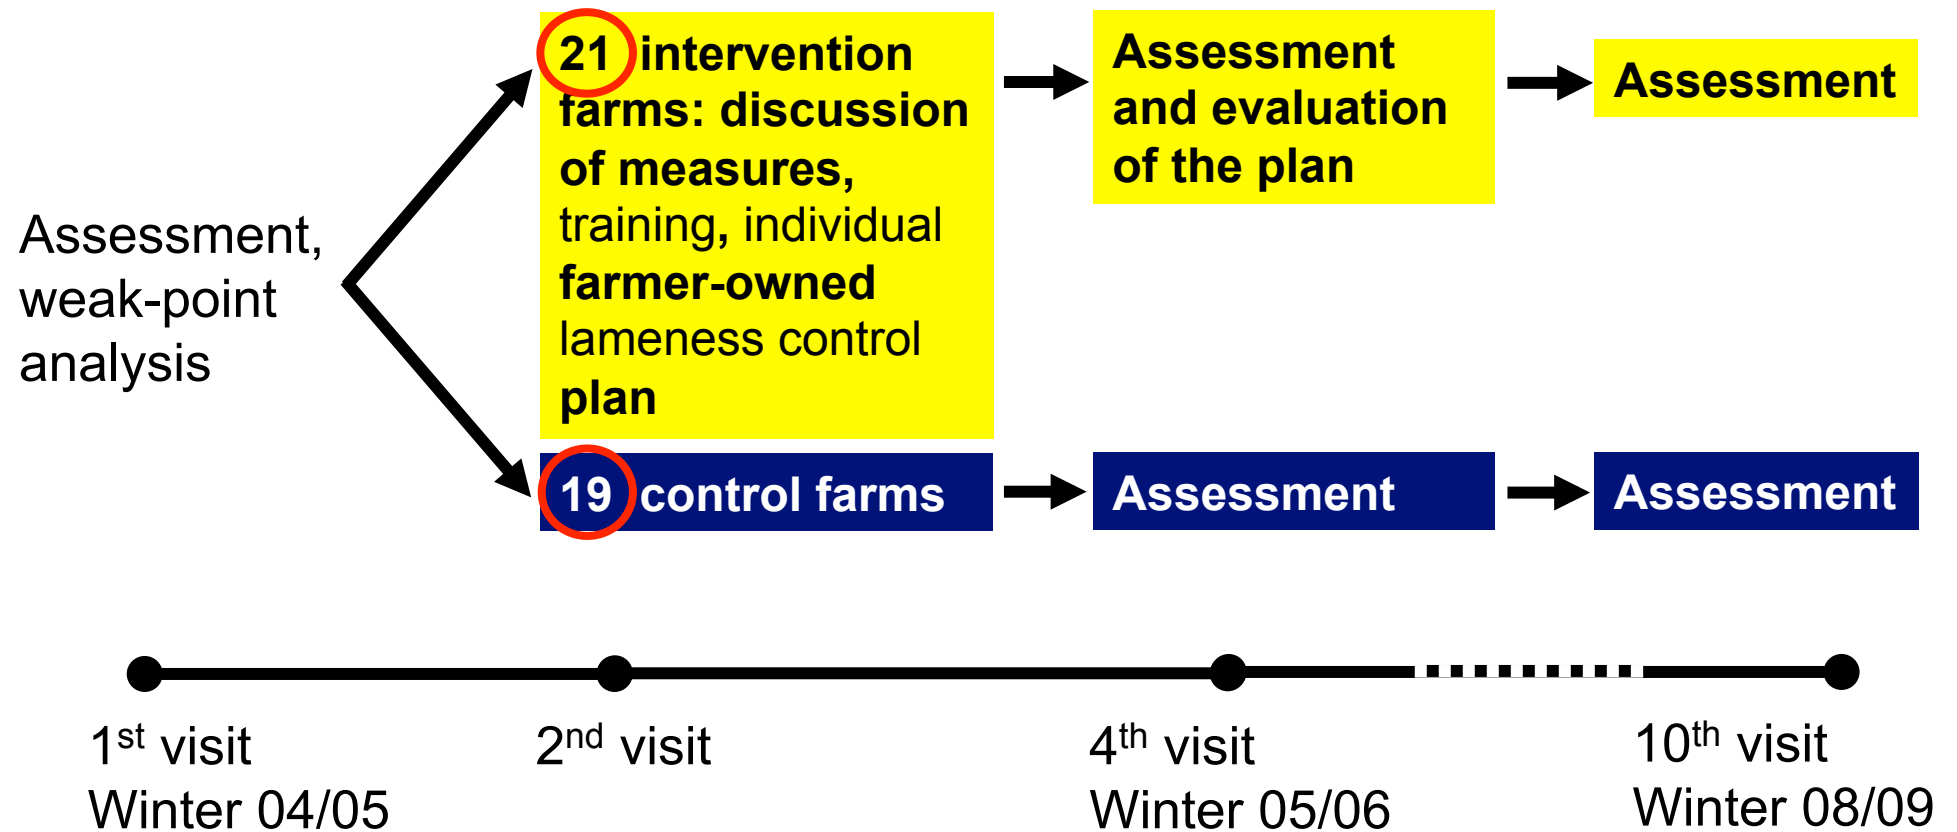 Assessment,
weak-point
analysis
21 intervention
farms: discussion
of measures,
training, individual
farmer-owned
lameness control
plan
Assessment
and evaluation
of the plan
Assessment
19 control farms
Assessment
Assessment
1st visit
Winter 04/05
2nd visit
4th visit
Winter 05/06
10th visit
Winter 08/09